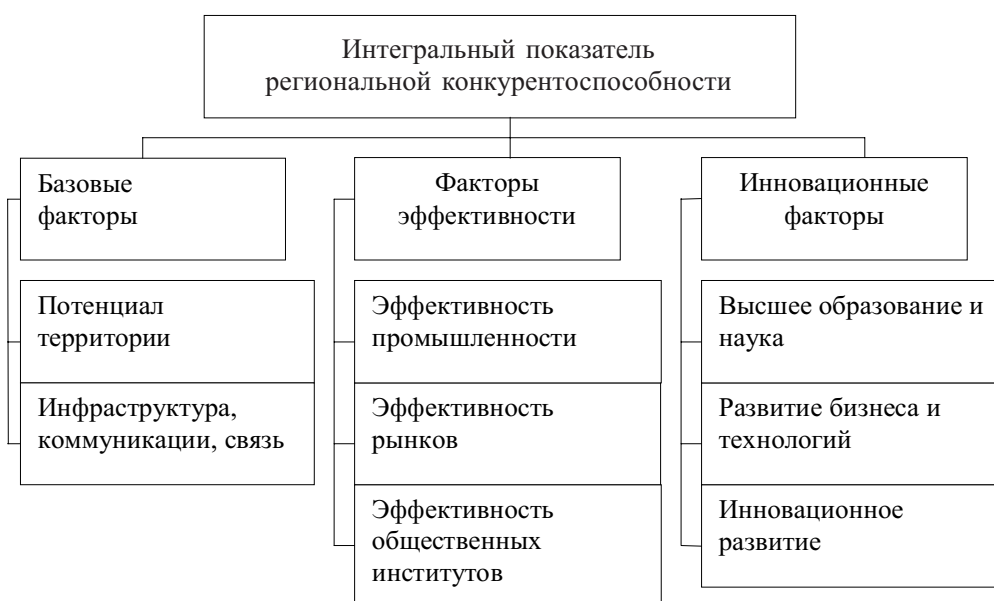 Интегральный показатель
региональной конкурентоспособности
Базовые
факторы
Потенциал
территории
Инфраструктура,
коммуникации, связь
Факторы
эффективности
Эффективность
промышленности
Эффективность
рынков
Эффективность
общественных
институтов
Инновационные
факторы
Высшее образование и
наука
Развитие бизнеса и
технологий
Инновационное
развитие